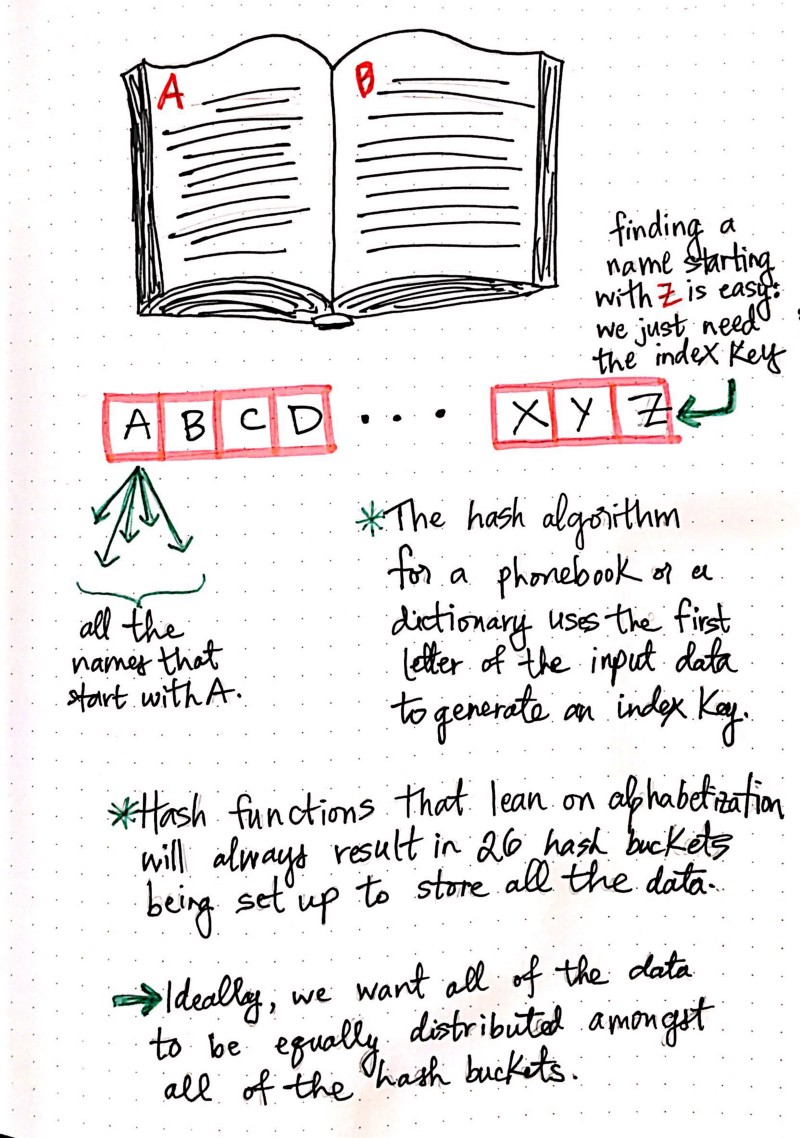 A
B
finding a
name starting
with Z is easy:
we just need
the index key
A B C D .... X Y Z
all the
names that
start with A.
*The hash algorithm
for a phonebook or a
dictionary uses the first
letter of the input data
to generate an index key.
*Hash functions that lean on alphabetization
will always result in 26 hash buckets
being set up to store all the data.
→Ideally, we want all of the data
to be equally distributed amongst
all of the hash buckets.